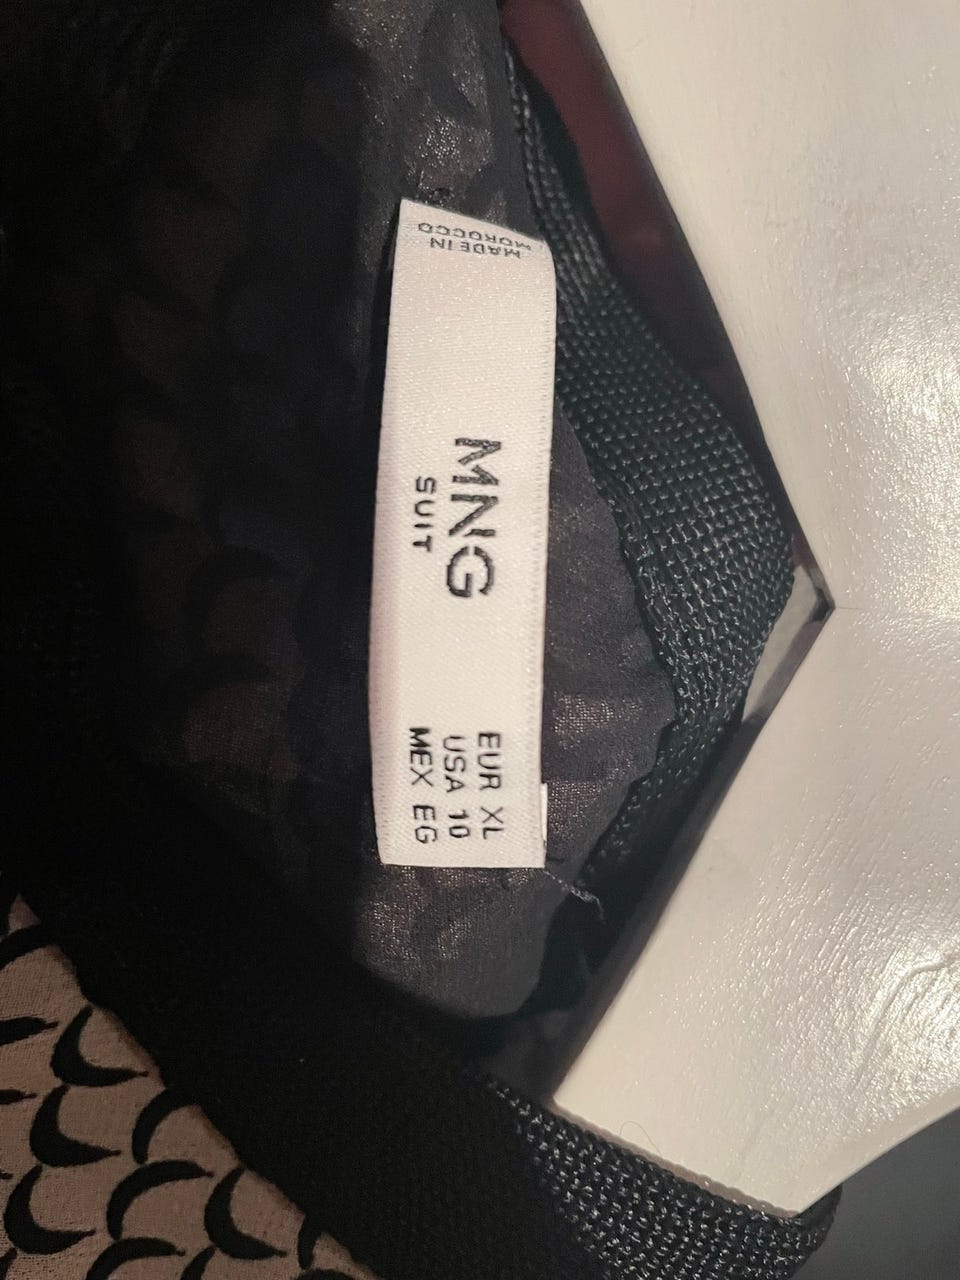 MADE IN
MOROCCO
MNG
SUIT
EUR XL
USA 10
MEX EG